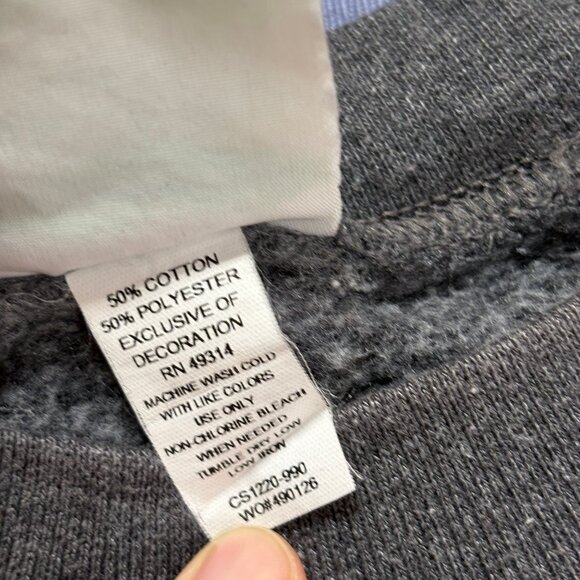 50% COTTON
50% POLYESTER
EXCLUSIVE OF
DECORATION
RN 49314
MACHINE WASH COLD
WITH LIKE COLORS
USE ONLY
NON-CHLORINE BLEACH
WHEN NEEDED
TUMBLE DRY LOW
LOW IRON
CS1220-990
WO#490126